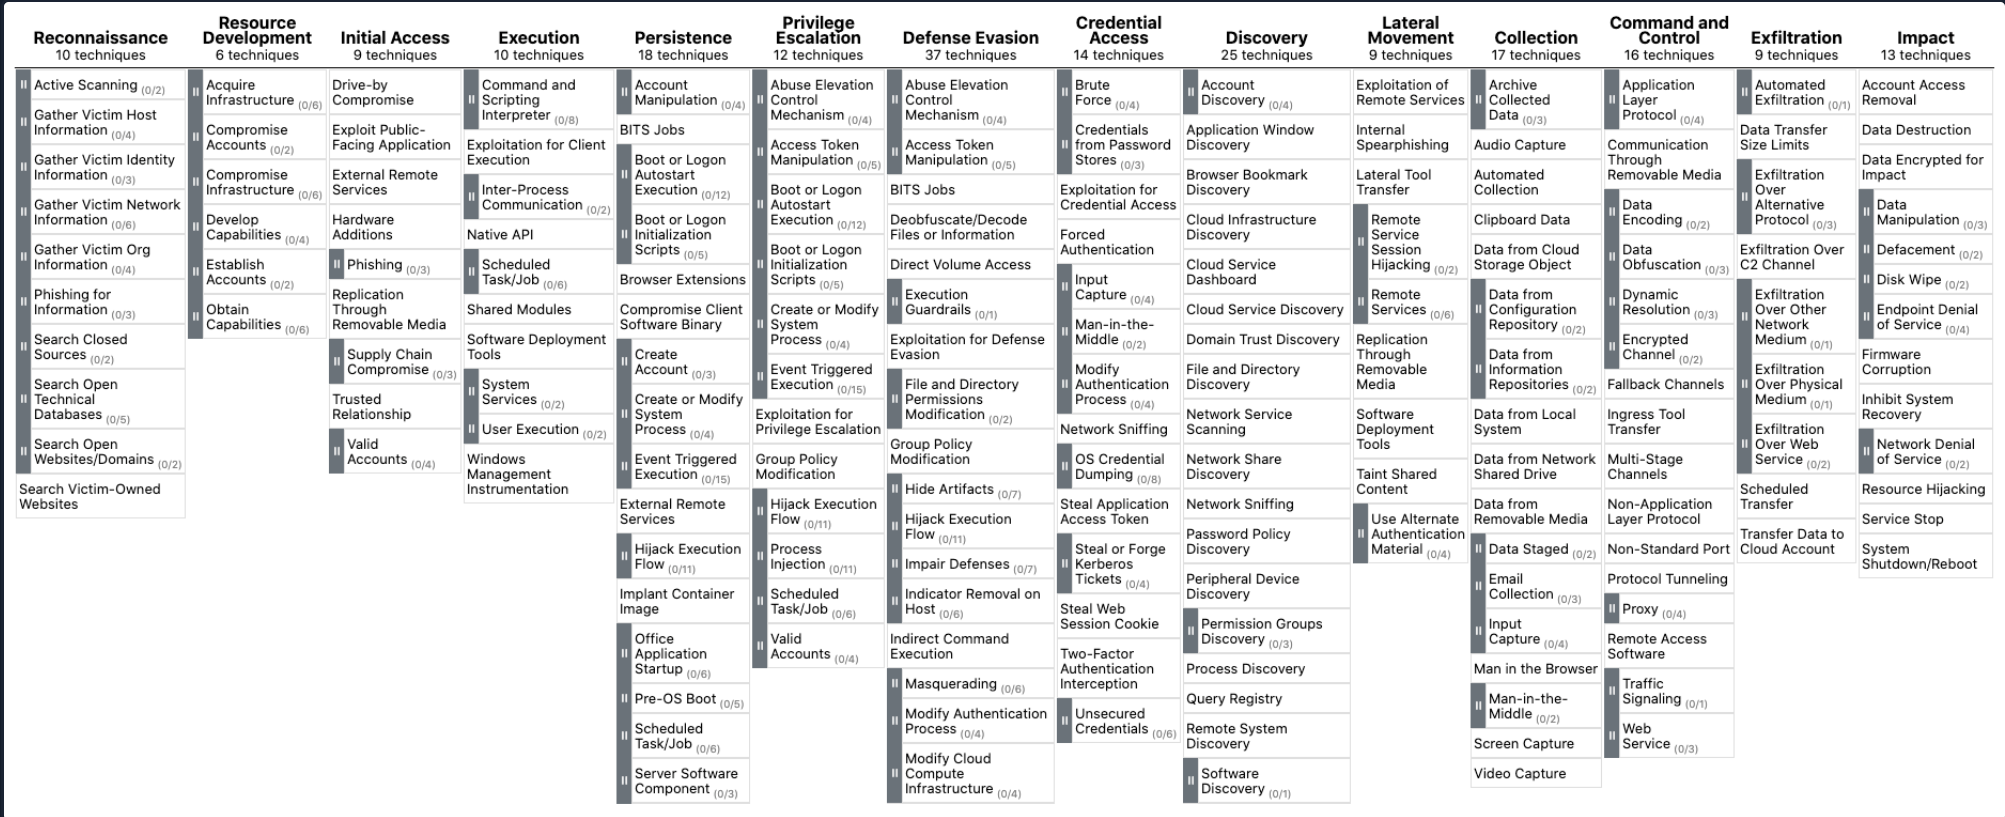 Reconnaissance
10 techniques
Active Scanning (0/2)
Gather Victim Host
Information (0/4)
Gather Victim Identity
Information (0/3)
Gather Victim Network
Information (0/6)
Gather Victim Org
Information (0/4)
Phishing for
Information (0/3)
Search Closed
Sources (0/2)
Search Open
Technical
Databases (0/5)
Search Open
Websites/Domains (0/2)
Search Victim-Owned
Websites
Resource
Development
6 techniques
Acquire
Infrastructure (0/6)
Compromise
Accounts (0/2)
Compromise
Infrastructure (0/6)
Develop
Capabilities (0/4)
Establish
Accounts (0/2)
Obtain
Capabilities (0/6)
Initial Access
9 techniques
Drive-by
Compromise
Exploit Public-
Facing Application
External Remote
Services
Hardware
Additions
Phishing (0/3)
Replication
Through
Removable Media
Supply Chain
Compromise (0/3)
Trusted
Relationship
Valid
Accounts (0/4)
Execution
10 techniques
Command and
Scripting
Interpreter (0/8)
Exploitation for Client
Execution
Inter-Process
Communication (0/2)
Native API
Scheduled
Task/Job (0/6)
Shared Modules
Software Deployment
Tools
System
Services (0/2)
User Execution (0/2)
Windows
Management
Instrumentation
Persistence
18 techniques
Account
Manipulation (0/4)
BITS Jobs
Boot or Logon
Autostart
Execution (0/12)
Boot or Logon
Initialization
Scripts (0/5)
Browser Extensions
Compromise Client
Software Binary
Create
Account (0/3)
Create or Modify
System
Process (0/4)
Event Triggered
Execution (0/15)
External Remote
Services
Hijack Execution
Flow (0/11)
Implant Container
Image
Office
Application
Startup (0/6)
Pre-OS Boot (0/5)
Scheduled
Task/Job (0/6)
Server Software
Component (0/3)
Privilege
Escalation
12 techniques
Abuse Elevation
Control
Mechanism (0/4)
Access Token
Manipulation (0/5)
Boot or Logon
Autostart
Execution (0/12)
Boot or Logon
Initialization
Scripts (0/5)
Create or Modify
System
Process (0/4)
Event Triggered
Execution (0/15)
Exploitation for
Privilege Escalation
Group Policy
Modification
Hijack Execution
Flow (0/11)
Process
Injection (0/11)
Scheduled
Task/Job (0/6)
Valid
Accounts (0/4)
Defense Evasion
37 techniques
Abuse Elevation
Control
Mechanism (0/4)
Access Token
Manipulation (0/5)
BITS Jobs
Deobfuscate/Decode
Files or Information
Direct Volume Access
Execution
Guardrails (0/1)
Exploitation for Defense
Evasion
File and Directory
Permissions
Modification (0/2)
Group Policy
Modification
Hide Artifacts (0/7)
Hijack Execution
Flow (0/11)
Impair Defenses (0/7)
Indicator Removal on
Host (0/6)
Indirect Command
Execution
Masquerading (0/6)
Modify Authentication
Process (0/4)
Modify Cloud
Compute
Infrastructure (0/4)
Credential
Access
14 techniques
Brute
Force (0/4)
Credentials
from Password
Stores (0/3)
Exploitation for
Credential Access
Forced
Authentication
Input
Capture (0/4)
Man-in-the-
Middle (0/2)
Modify
Authentication
Process (0/4)
Network Sniffing
OS Credential
Dumping (0/8)
Steal Application
Access Token
Steal or Forge
Kerberos
Tickets (0/4)
Steal Web
Session Cookie
Two-Factor
Authentication
Interception
Unsecured
Credentials (0/6)
Discovery
25 techniques
Account
Discovery (0/4)
Application Window
Discovery
Browser Bookmark
Discovery
Cloud Infrastructure
Discovery
Cloud Service
Dashboard
Cloud Service Discovery
Domain Trust Discovery
File and Directory
Discovery
Network Service
Scanning
Network Share
Discovery
Network Sniffing
Password Policy
Discovery
Peripheral Device
Discovery
Permission Groups
Discovery (0/3)
Process Discovery
Query Registry
Remote System
Discovery
Software
Discovery (0/1)
Lateral
Movement
9 techniques
Exploitation of
Remote Services
Internal
Spearphishing
Lateral Tool
Transfer
Remote
Service
Session
Hijacking (0/2)
Remote
Services (0/6)
Replication
Through
Removable
Media
Software
Deployment
Tools
Taint Shared
Content
Use Alternate
Authentication
Material (0/4)
Collection
17 techniques
Archive
Collected
Data (0/3)
Audio Capture
Automated
Collection
Clipboard Data
Data from Cloud
Storage Object
Data from
Configuration
Repository (0/2)
Data from
Information
Repositories (0/2)
Data from Local
System
Data from Network
Shared Drive
Data from
Removable Media
Data Staged (0/2)
Email
Collection (0/3)
Input
Capture (0/4)
Man in the Browser
Man-in-the-
Middle (0/2)
Screen Capture
Video Capture
Command and
Control
16 techniques
Application
Layer
Protocol (0/4)
Communication
Through
Removable Media
Data
Encoding (0/2)
Data
Obfuscation (0/3)
Dynamic
Resolution (0/3)
Encrypted
Channel (0/2)
Fallback Channels
Ingress Tool
Transfer
Multi-Stage
Channels
Non-Application
Layer Protocol
Non-Standard Port
Protocol Tunneling
Proxy (0/4)
Remote Access
Software
Traffic
Signaling (0/1)
Web
Service (0/3)
Exfiltration
9 techniques
Automated
Exfiltration (0/1)
Data Transfer
Size Limits
Exfiltration
Over
Alternative
Protocol (0/3)
Exfiltration Over
C2 Channel
Exfiltration
Over Other
Network
Medium (0/1)
Exfiltration
Over Physical
Medium (0/1)
Exfiltration
Over Web
Service (0/2)
Scheduled
Transfer
Transfer Data to
Cloud Account
Impact
13 techniques
Account Access
Removal
Data Destruction
Data Encrypted for
Impact
Data
Manipulation (0/3)
Defacement (0/2)
Disk Wipe (0/2)
Endpoint Denial
of Service (0/4)
Firmware
Corruption
Inhibit System
Recovery
Network Denial
of Service (0/2)
Resource Hijacking
Service Stop
System
Shutdown/Reboot